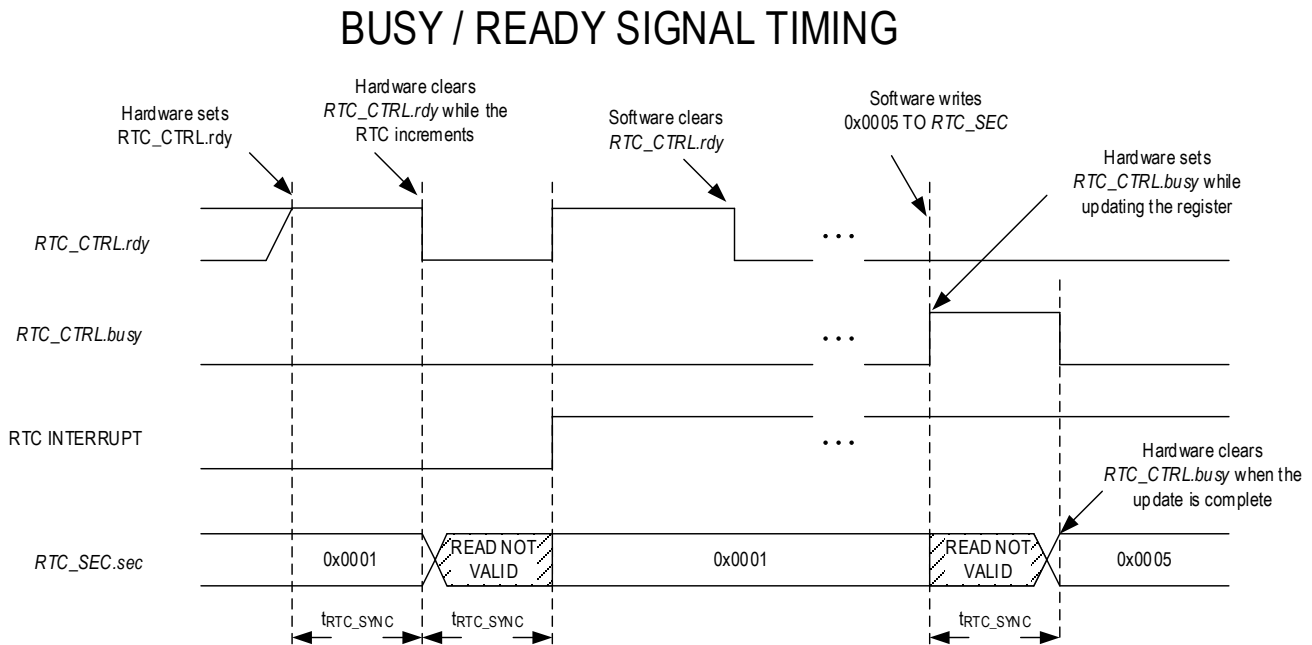 BUSY / READY SIGNAL TIMING
Hardware sets
RTC_CTRL.rdy
Hardware clears
RTC_CTRL.rdy while the
RTC increments
Software clears
RTC_CTRL.rdy
Software writes
0x0005 TO RTC_SEC
Hardware sets
RTC_CTRL.busy while
updating the register
RTC_CTRL.rdy
...
RTC_CTRL.busy
...
RTC INTERRUPT
...
Hardware clears
RTC_CTRL.busy when the
update is complete
RTC_SEC.sec
0x0001
READ NOT
VALID
0x0001
READ NOT
VALID
0x0005
tRTC_SYNC
tRTC_SYNC
tRTC_SYNC